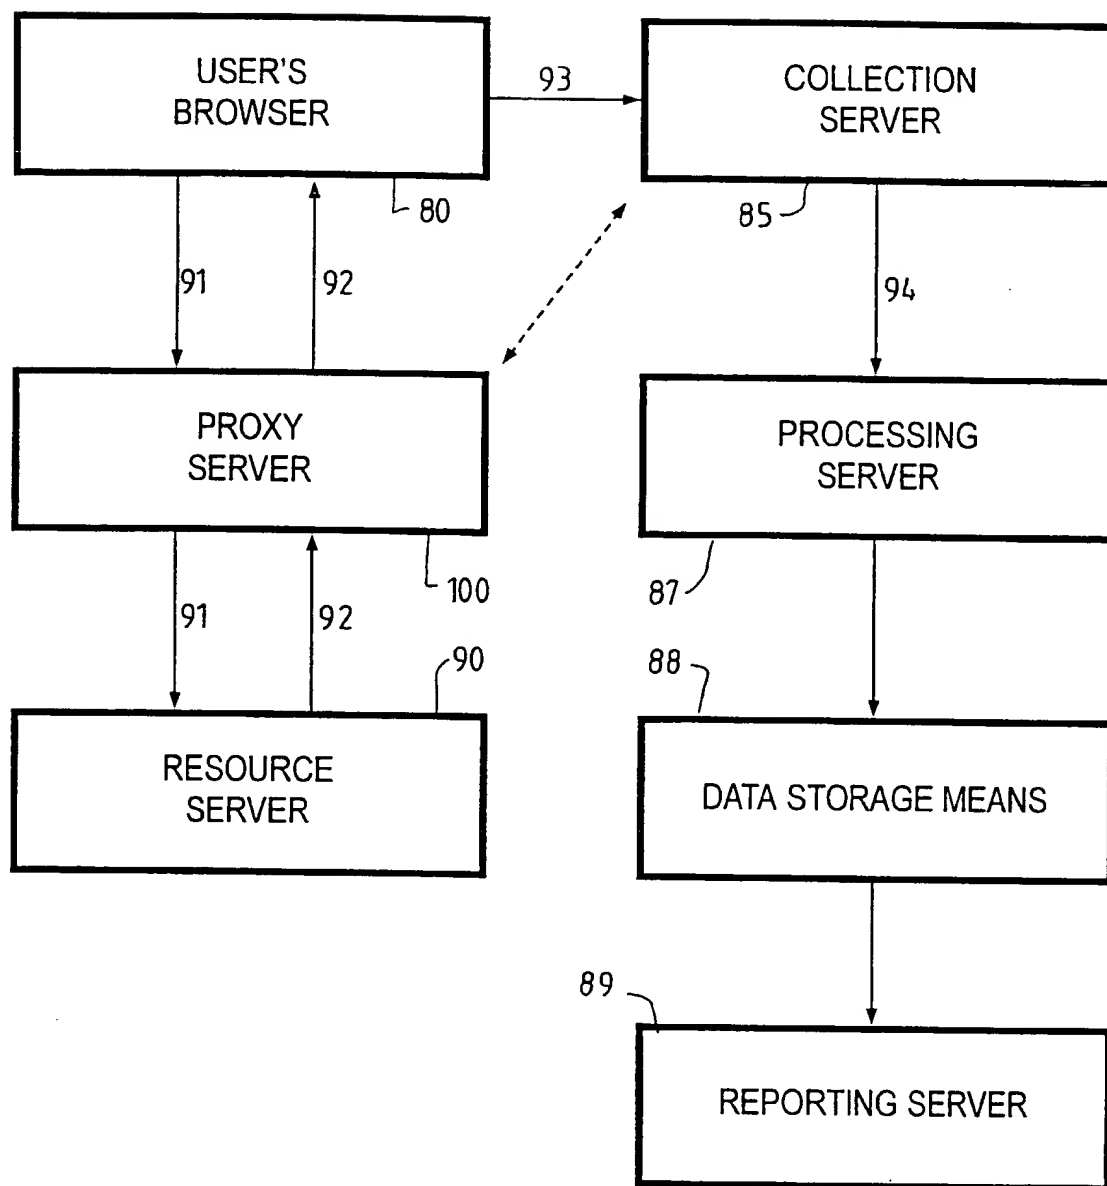 USER'S
BROWSER
93
COLLECTION
SERVER
80
85
91
92
94
PROXY
SERVER
PROCESSING
SERVER
100
87
91
92
90
88
RESOURCE
SERVER
DATA STORAGE MEANS
89
REPORTING SERVER